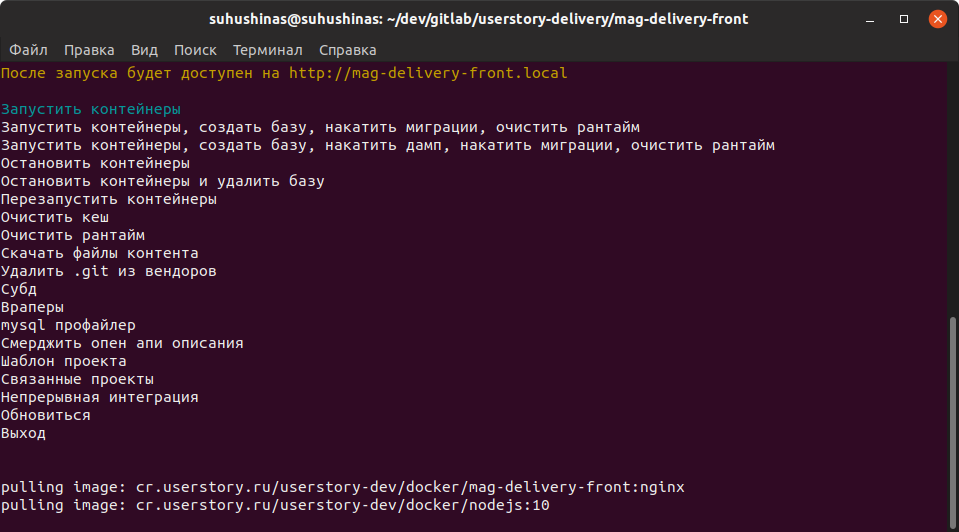 suhushinas@suhushinas: ~/dev/gitlab/userstory-delivery/mag-delivery-front
Файл Правка Вид Поиск Терминал Справка
После запуска будет доступен на http://mag-delivery-front.local
Запустить контейнеры
Запустить контейнеры, создать базу, накатить миграции, очистить рантайм
Запустить контейнеры, создать базу, накатить дамп, накатить миграции, очистить рантайм
Остановить контейнеры
Остановить контейнеры и удалить базу
Перезапустить контейнеры
Очистить кеш
Очистить рантайм
Скачать файлы контента
Удалить .git из вендоров
Субд
Враперы
mysql профайлер
Смерджить опен апи описания
Шаблон проекта
Связанные проекты
Непрерывная интеграция
Обновиться
Выход
pulling image: cr.userstory.ru/userstory-dev/docker/mag-delivery-front:nginx
pulling image: cr.userstory.ru/userstory-dev/docker/nodejs:10